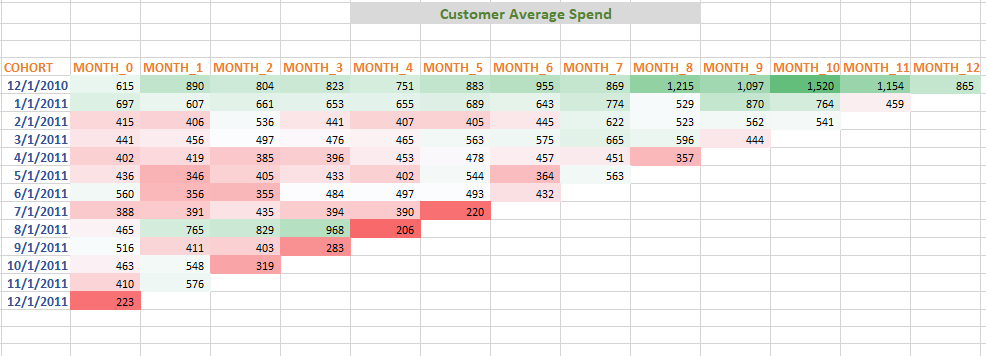 Customer Average Spend
COHORT MONTH_0 MONTH_1 MONTH_2 MONTH_3 MONTH_4 MONTH_5 MONTH_6 MONTH_7 MONTH_8 MONTH_9 MONTH_10 MONTH_11 MONTH_12
12/1/2010 615 890 804 823 751 883 955 869 1,215 1,097 1,520 1,154 865
1/1/2011 697 607 661 653 655 689 643 774 529 870 764 459
2/1/2011 415 406 536 441 407 405 445 622 523 562 541
3/1/2011 441 456 497 476 465 563 575 665 596 444
4/1/2011 402 419 385 396 453 478 457 451 357
5/1/2011 436 346 405 433 402 544 364 563
6/1/2011 560 356 355 484 497 493 432
7/1/2011 388 391 435 394 390 220
8/1/2011 465 765 829 968 206
9/1/2011 516 411 403 283
10/1/2011 463 548 319
11/1/2011 410 576
12/1/2011 223